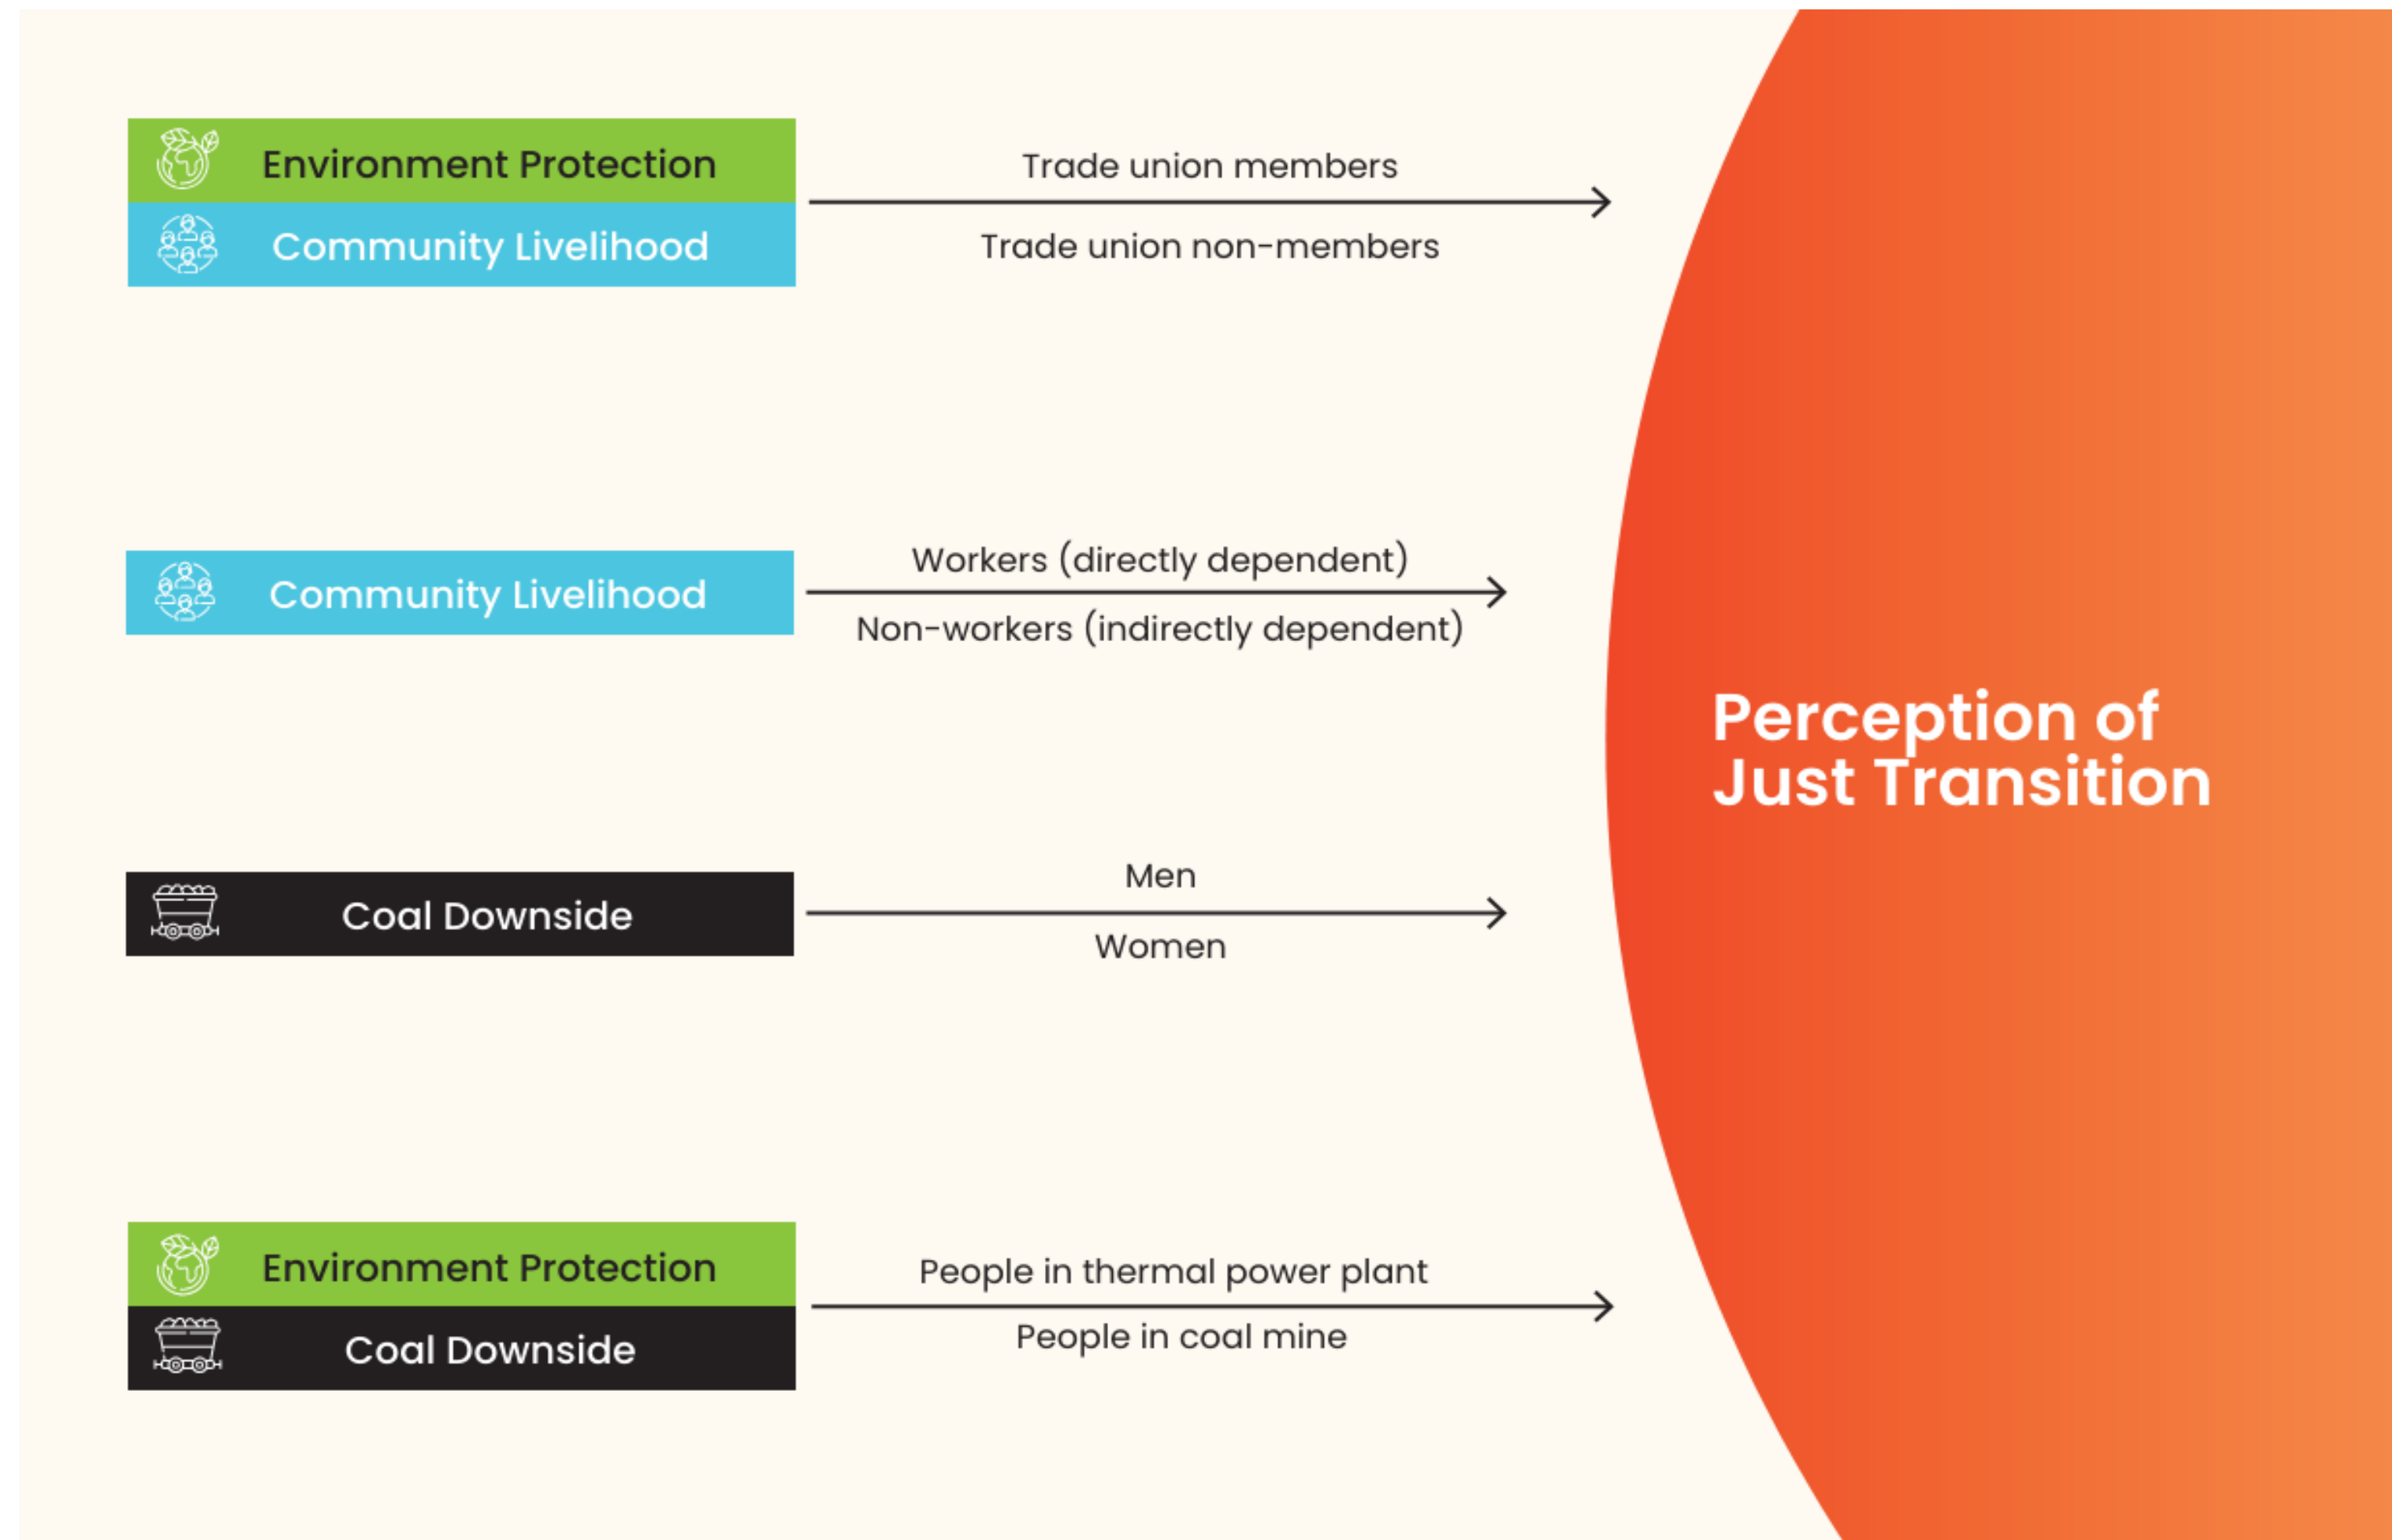 Environment Protection
Community Livelihood
Trade union members
Trade union non-members
Community Livelihood
Workers (directly dependent)
Non-workers (indirectly dependent)
Coal Downside
Men
Women
Environment Protection
Coal Downside
People in thermal power plant
People in coal mine
Perception of
Just Transition